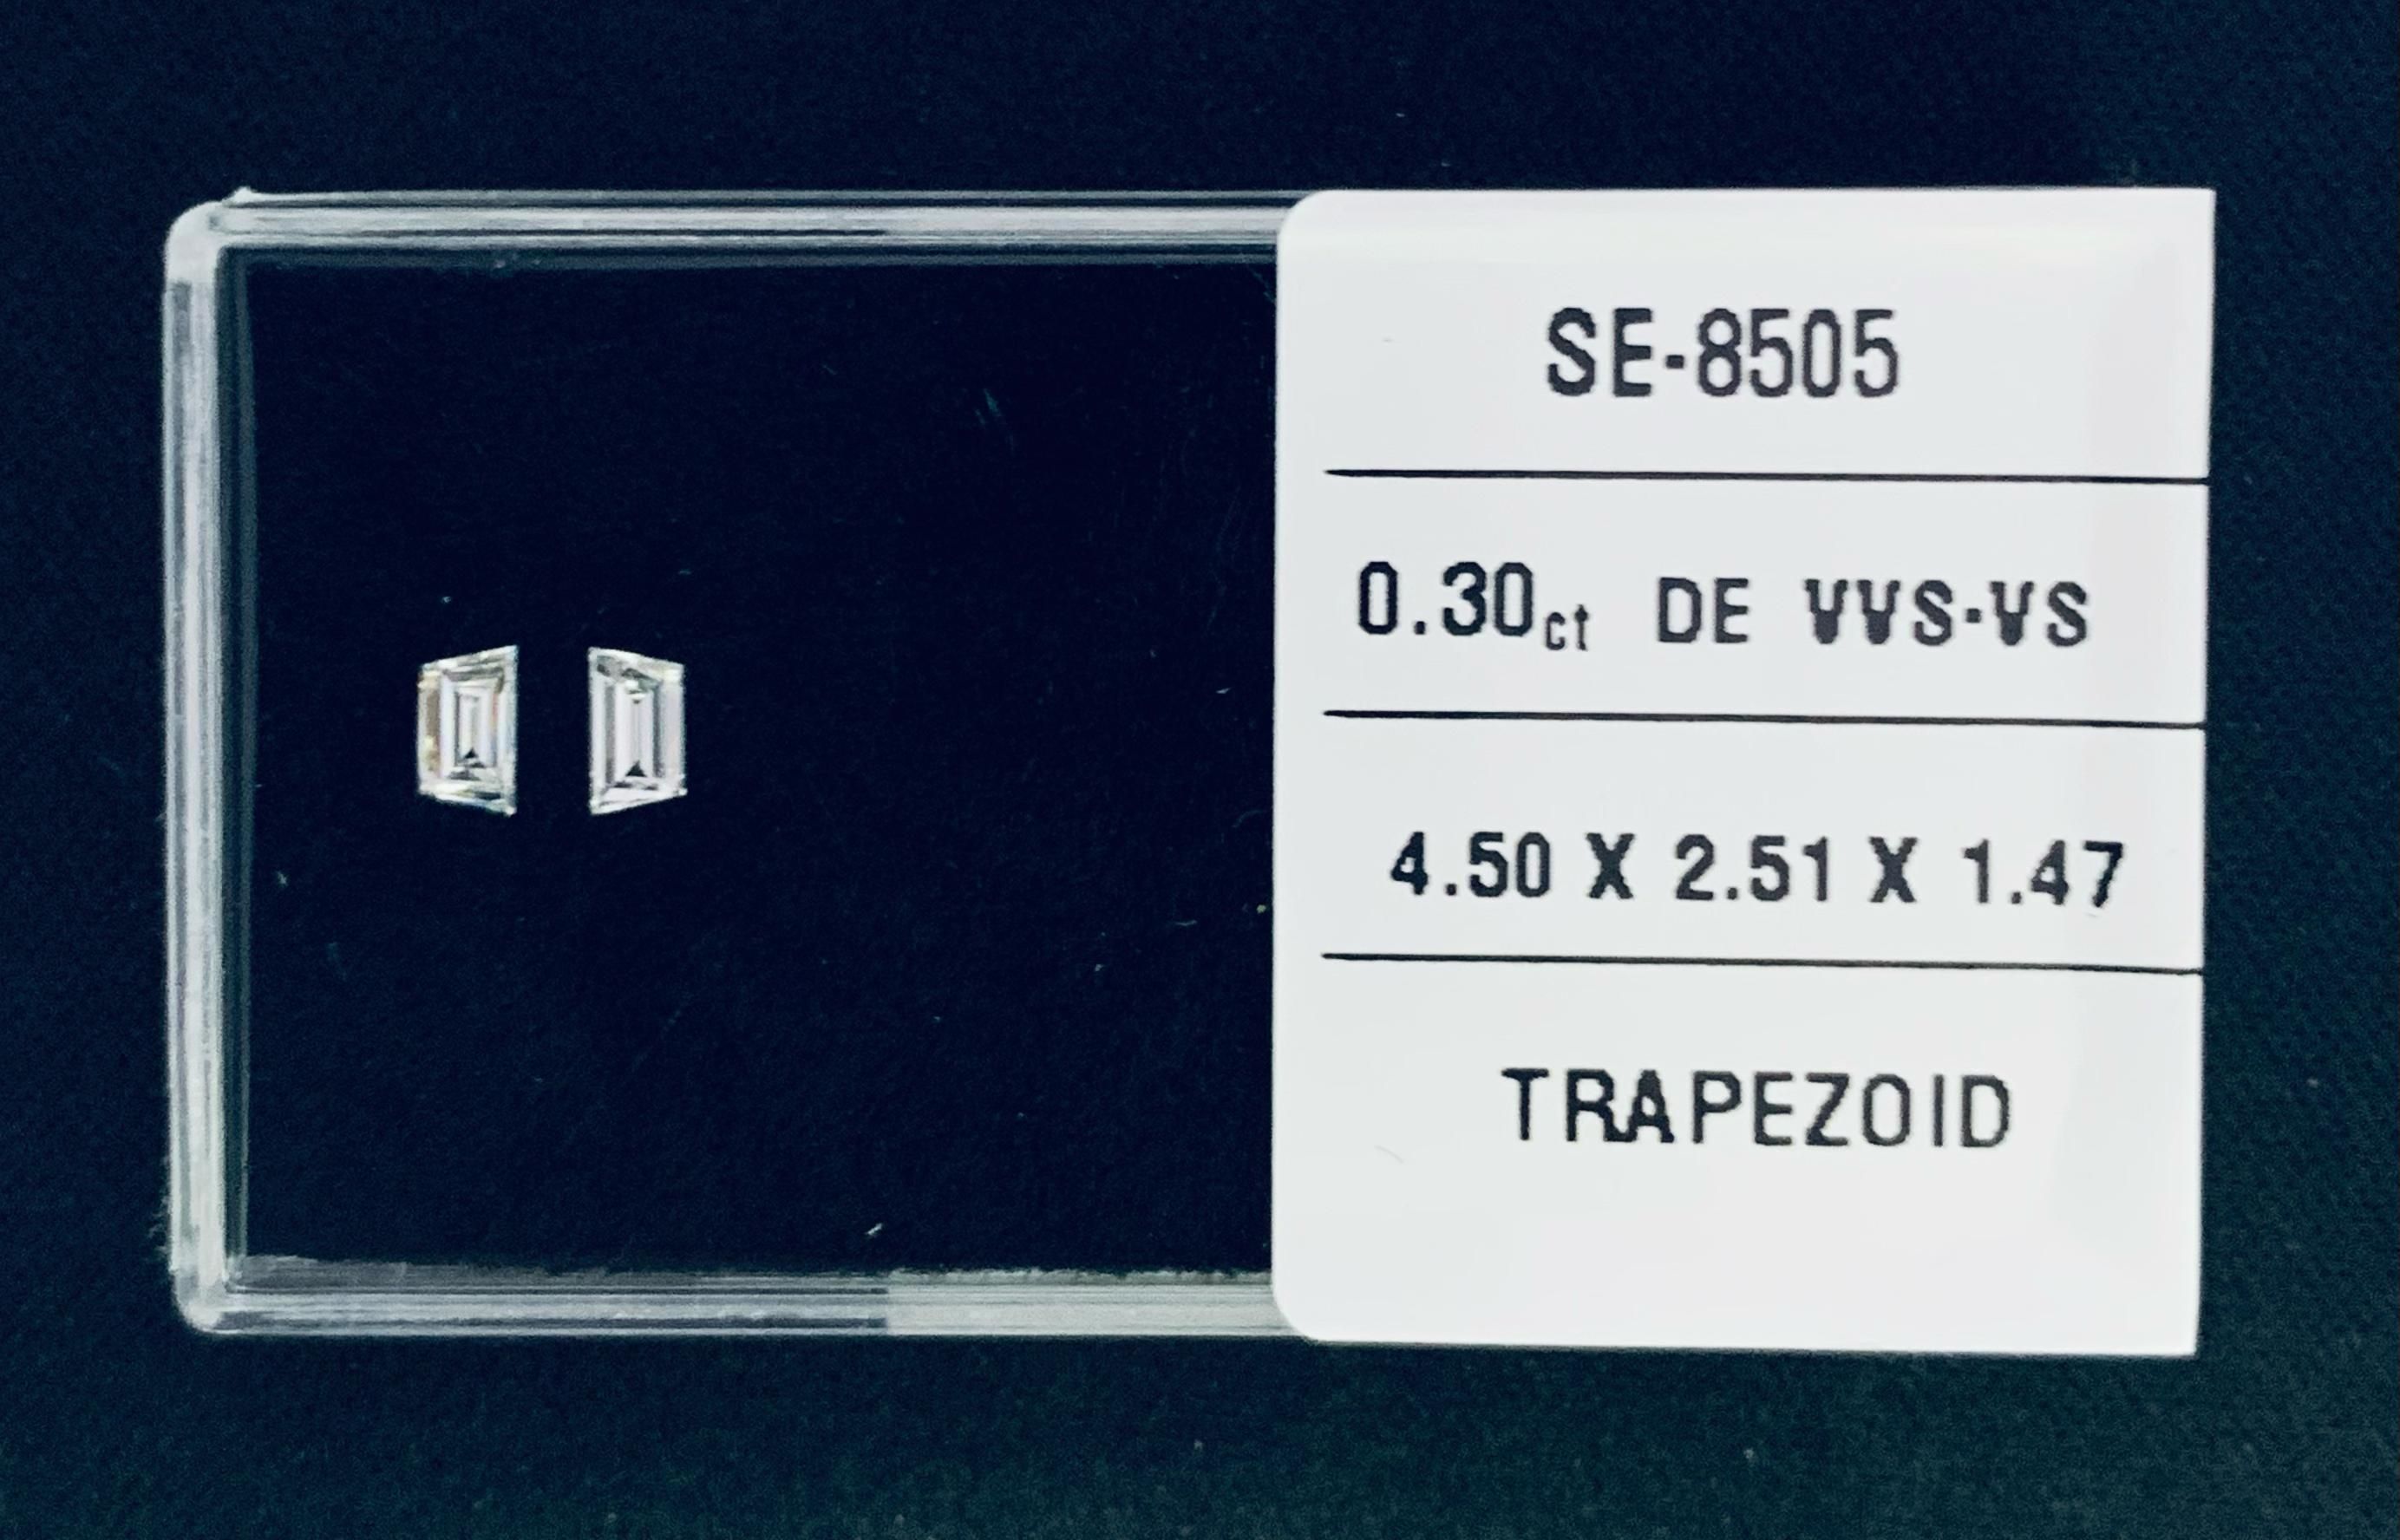 SE-8505
0.30ct DE VVS-VS
4.50 X 2.51 X 1.47
TRAPEZOID